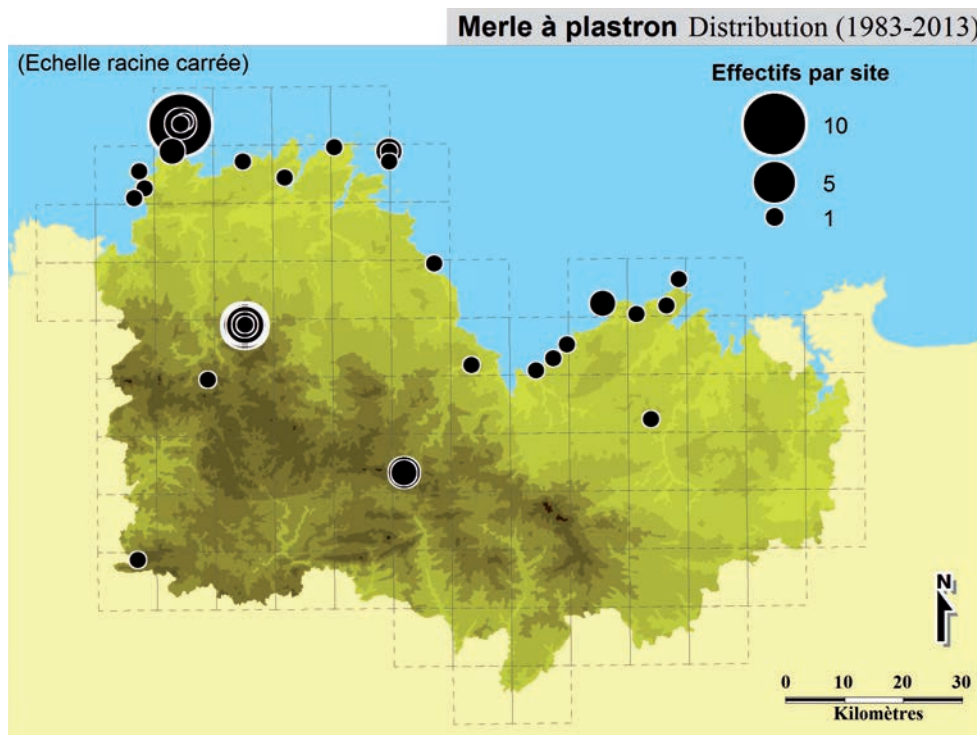 Merle à plastron Distribution (1983-2013)
(Echelle racine carrée)
Effectifs par site
10
5
1
N
0 10 20 30
Kilomètres